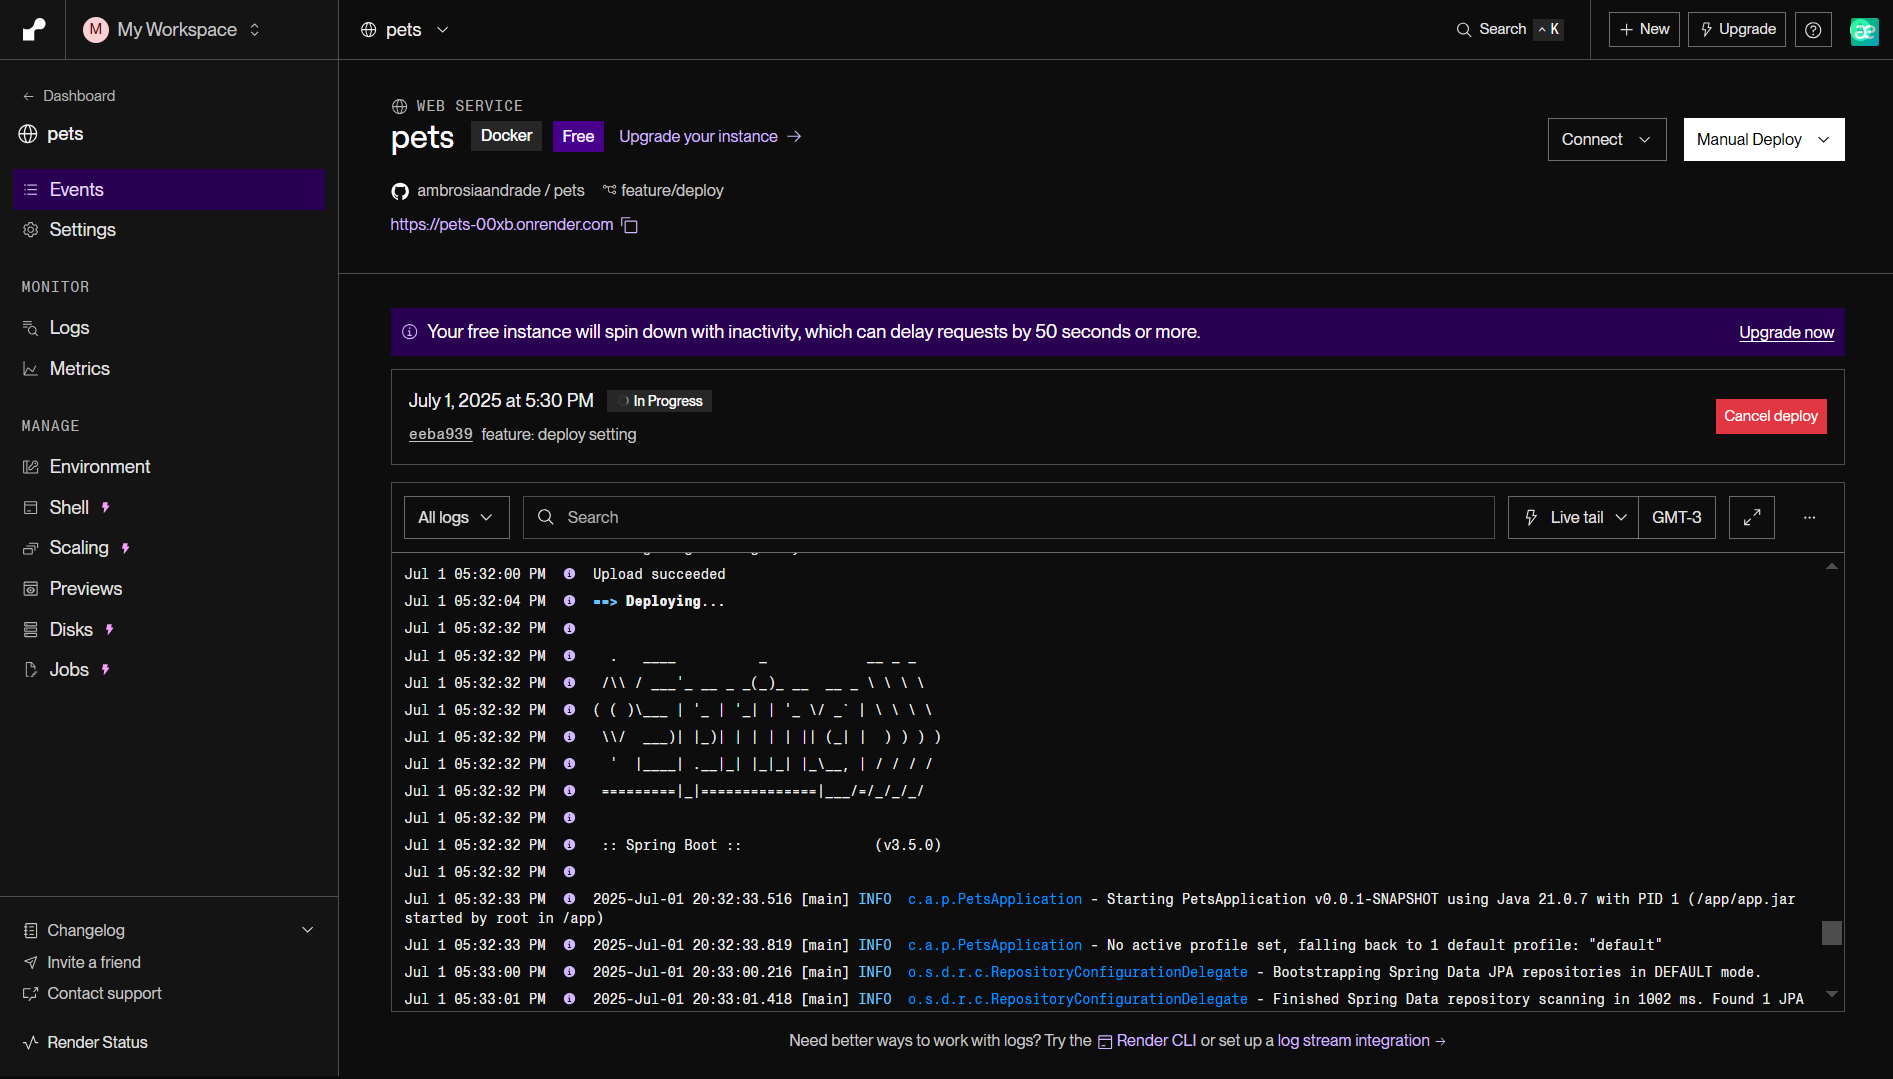 M My Workspace
pets
Search ^ K
+ New
Upgrade
æ
← Dashboard
pets
Events
Settings
MONITOR
Logs
Metrics
MANAGE
Environment
Shell
Scaling
Previews
Disks
Jobs
Changelog
Invite a friend
Contact support
Render Status
WEB SERVICE
pets Docker Free Upgrade your instance →
Connect
Manual Deploy
ambrosiaandrade / pets feature/deploy
https://pets-00xb.onrender.com
Your free instance will spin down with inactivity, which can delay requests by 50 seconds or more.
Upgrade now
July 1, 2025 at 5:30 PM In Progress
eeba939 feature: deploy setting
Cancel deploy
All logs
Search
Live tail
GMT-3
...
Jul 1 05:32:00 PM Upload succeeded
Jul 1 05:32:04 PM ==> Deploying...
Jul 1 05:32:32 PM
Jul 1 05:32:32 PM   .   ____          _            __ _ _
Jul 1 05:32:32 PM  /\\ / ___'_ __ _ _(_)_ __  __ _ \ \ \ \
Jul 1 05:32:32 PM ( ( )\___ | '_ | '_| | '_ \/ _` | \ \ \ \
Jul 1 05:32:32 PM  \\/  ___)| |_)| | | | | || (_| |  ) ) ) )
Jul 1 05:32:32 PM   '  |____| .__|_| |_|_| |_\__, | / / / /
Jul 1 05:32:32 PM  =========|_|==============|___/=/_/_/_/
Jul 1 05:32:32 PM
Jul 1 05:32:32 PM  :: Spring Boot ::                (v3.5.0)
Jul 1 05:32:32 PM
Jul 1 05:32:33 PM 2025-Jul-01 20:32:33.516 [main] INFO  c.a.p.PetsApplication - Starting PetsApplication v0.0.1-SNAPSHOT using Java 21.0.7 with PID 1 (/app/app.jar
started by root in /app)
Jul 1 05:32:33 PM 2025-Jul-01 20:32:33.819 [main] INFO  c.a.p.PetsApplication - No active profile set, falling back to 1 default profile: "default"
Jul 1 05:33:00 PM 2025-Jul-01 20:33:00.216 [main] INFO  o.s.d.r.c.RepositoryConfigurationDelegate - Bootstrapping Spring Data JPA repositories in DEFAULT mode.
Jul 1 05:33:01 PM 2025-Jul-01 20:33:01.418 [main] INFO  o.s.d.r.c.RepositoryConfigurationDelegate - Finished Spring Data repository scanning in 1002 ms. Found 1 JPA
Need better ways to work with logs? Try the Render CLI or set up a log stream integration →